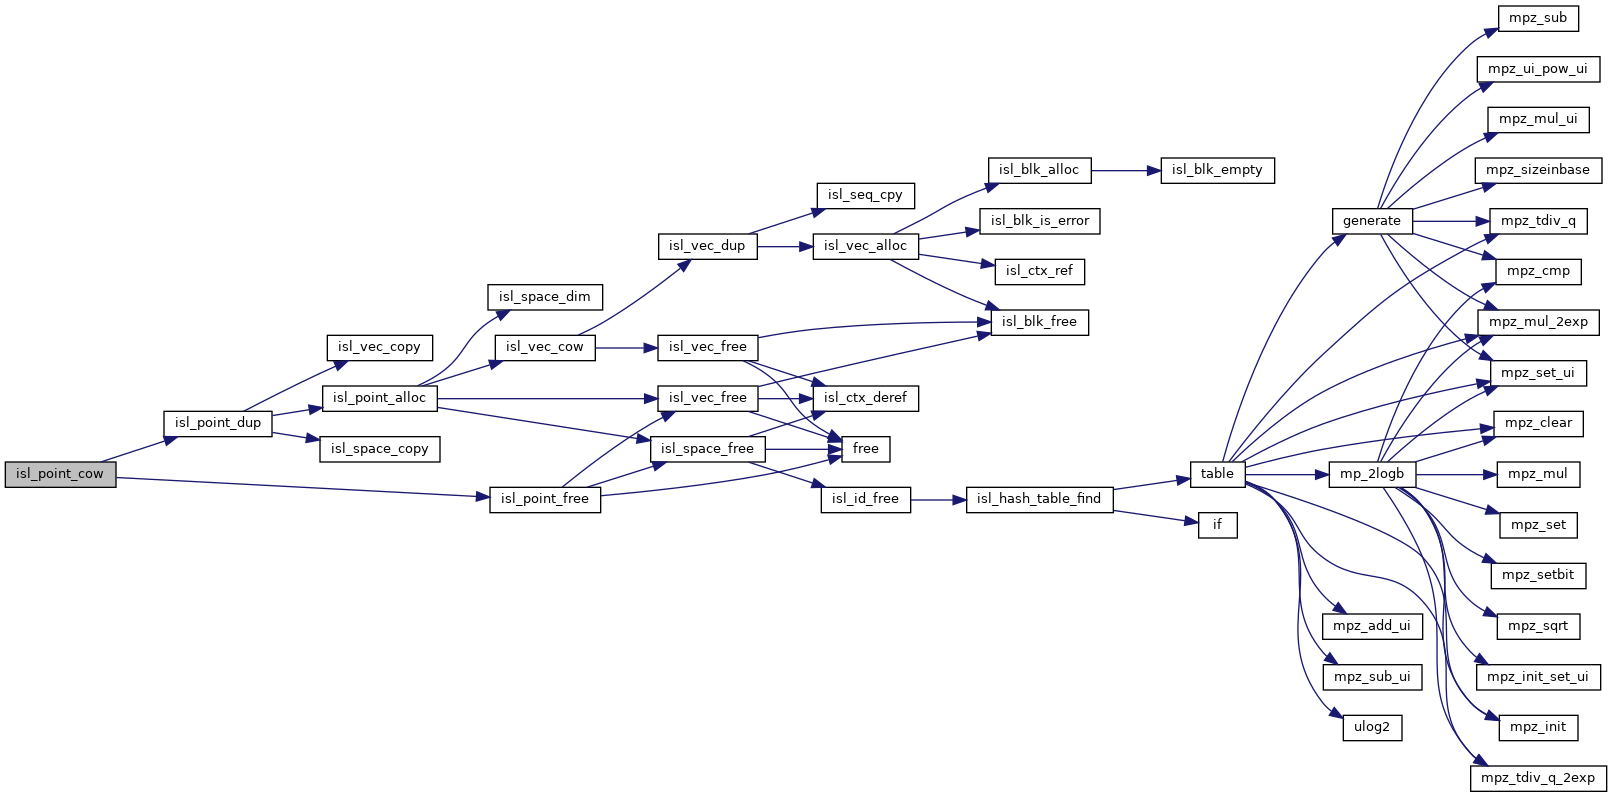 isl_point_cow
isl_point_dup
isl_point_free
isl_vec_copy
isl_point_alloc
isl_space_copy
isl_space_dim
isl_vec_cow
isl_vec_dup
isl_vec_free
isl_vec_free
isl_space_free
isl_seq_cpy
isl_vec_alloc
isl_ctx_deref
free
isl_id_free
isl_blk_alloc
isl_blk_is_error
isl_ctx_ref
isl_blk_free
isl_hash_table_find
isl_blk_empty
table
if
generate
mp_2logb
mpz_add_ui
mpz_sub_ui
ulog2
mpz_sub
mpz_ui_pow_ui
mpz_mul_ui
mpz_sizeinbase
mpz_tdiv_q
mpz_cmp
mpz_mul_2exp
mpz_set_ui
mpz_clear
mpz_mul
mpz_set
mpz_setbit
mpz_sqrt
mpz_init_set_ui
mpz_init
mpz_tdiv_q_2exp